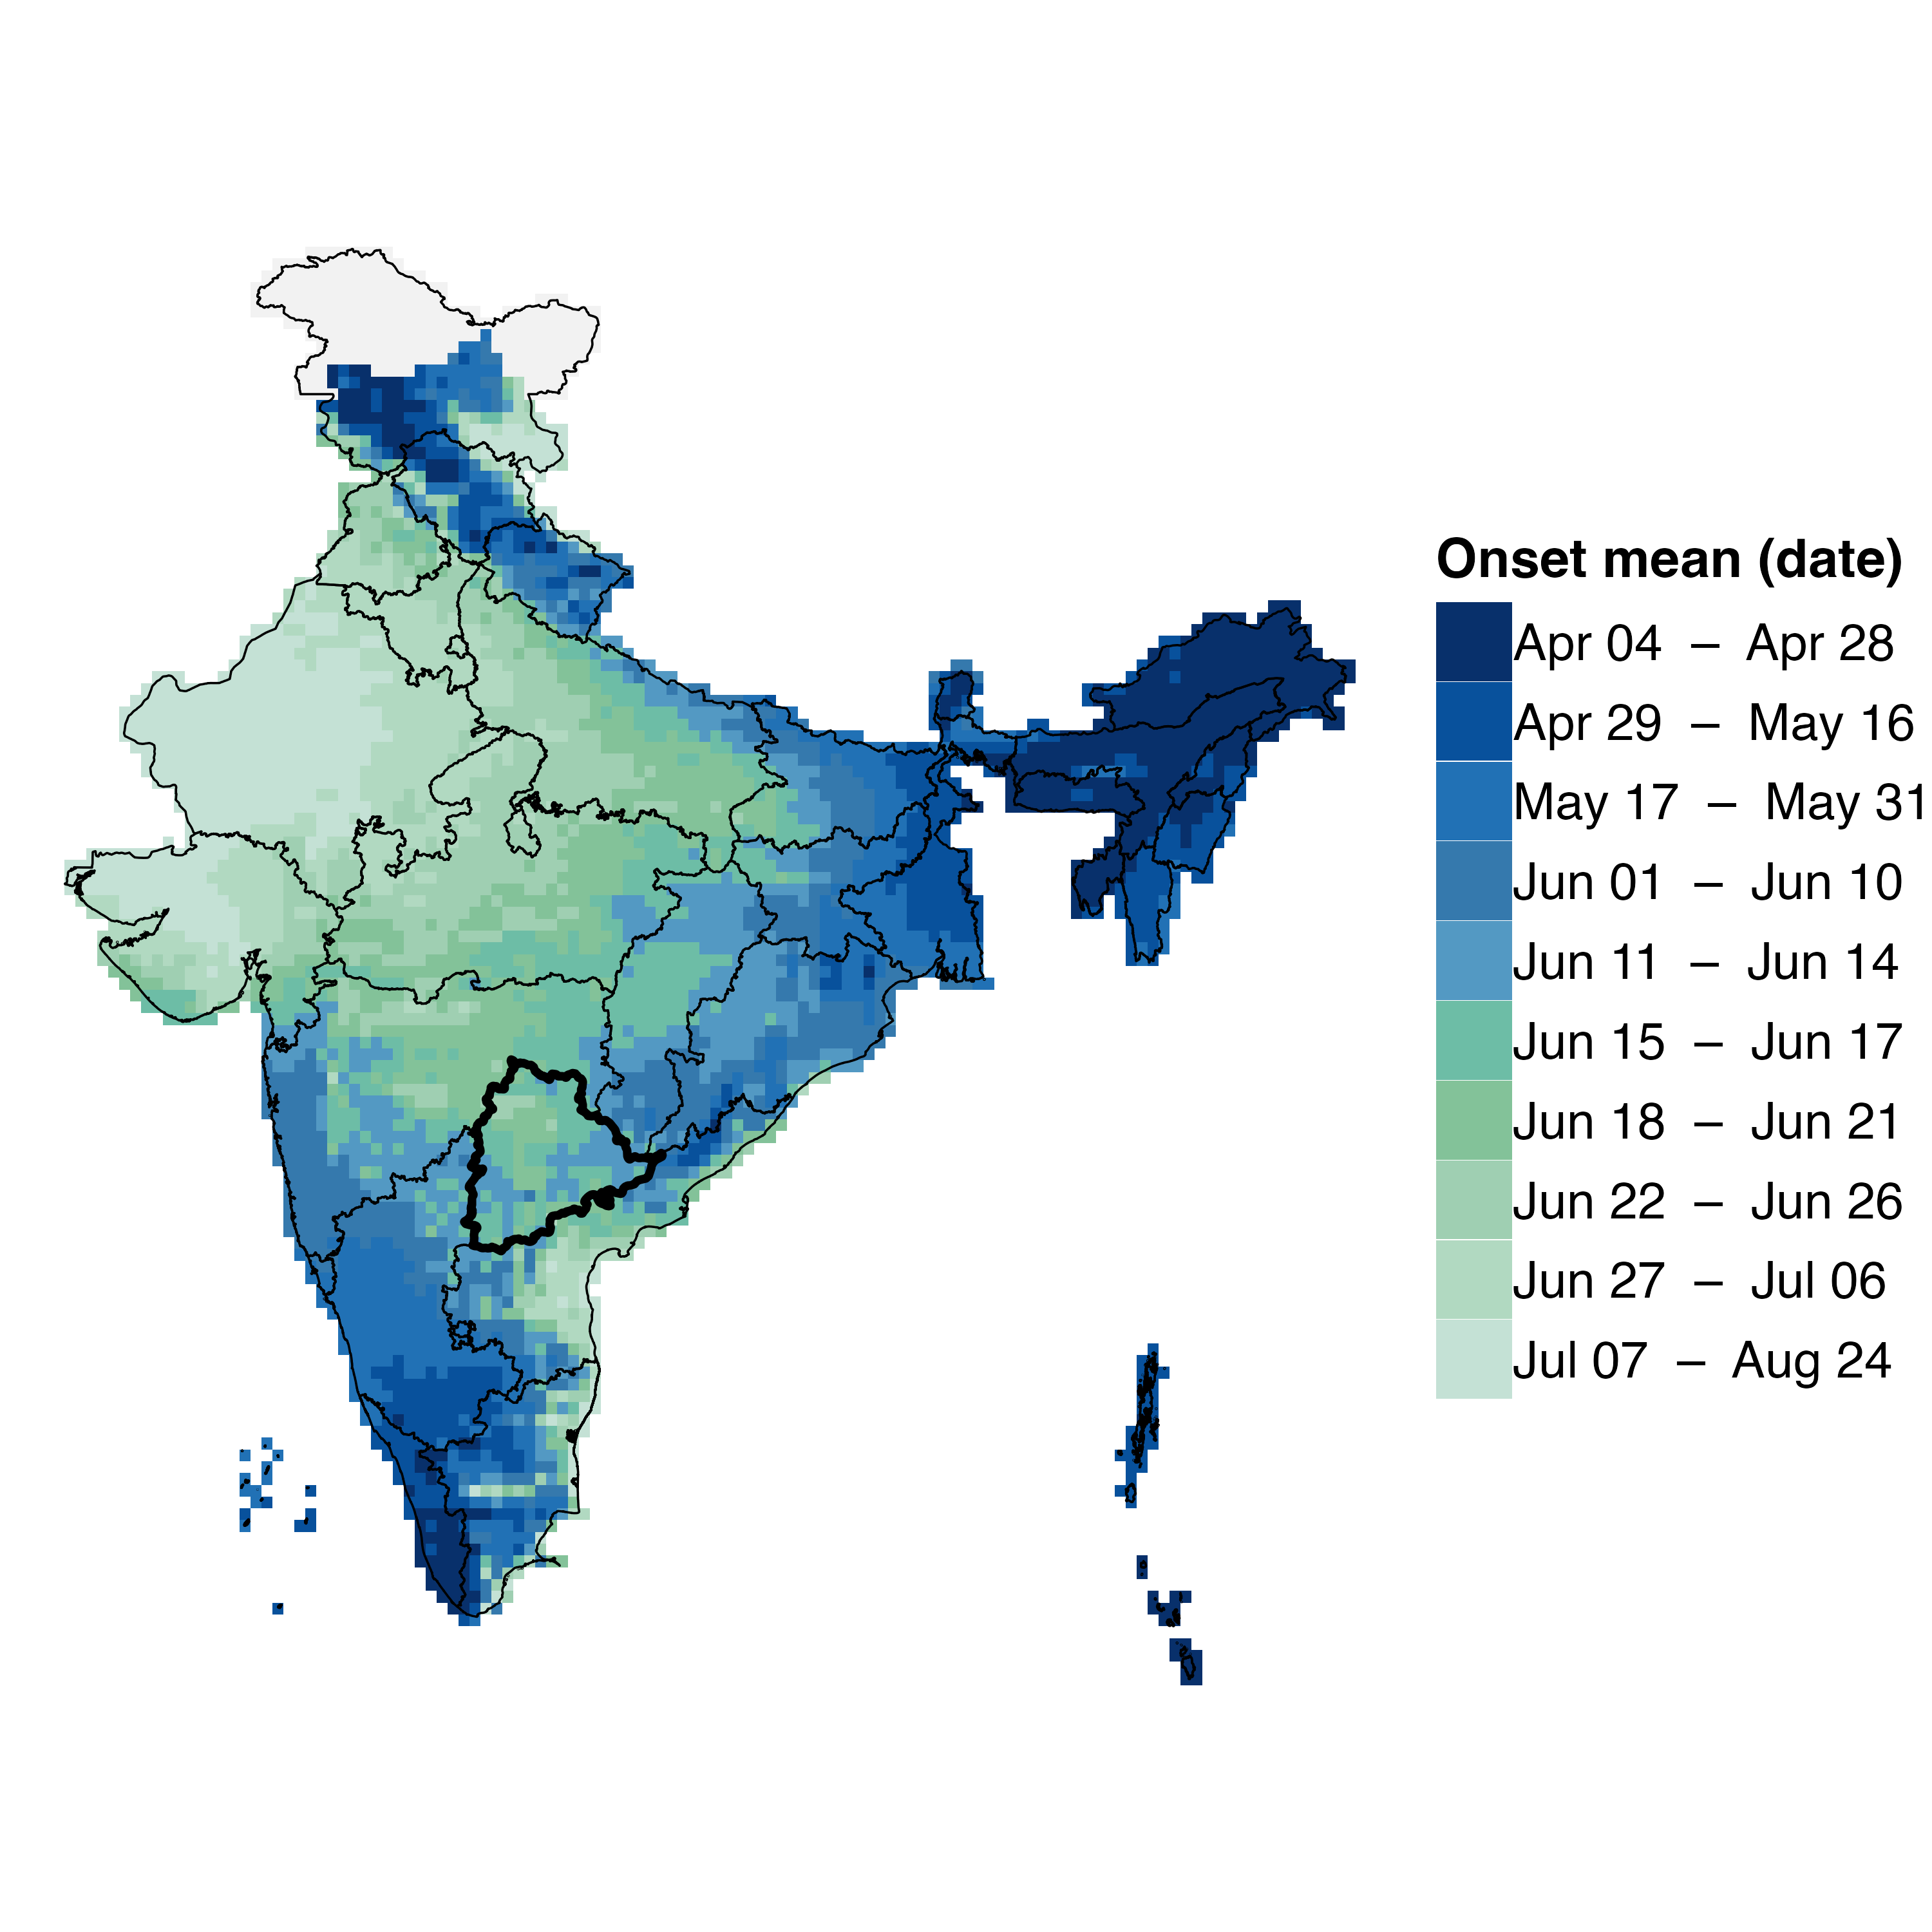 Onset mean (date)
Apr 04 – Apr 28
Apr 29 – May 16
May 17 – May 31
Jun 01 – Jun 10
Jun 11 – Jun 14
Jun 15 – Jun 17
Jun 18 – Jun 21
Jun 22 – Jun 26
Jun 27 – Jul 06
Jul 07 – Aug 24